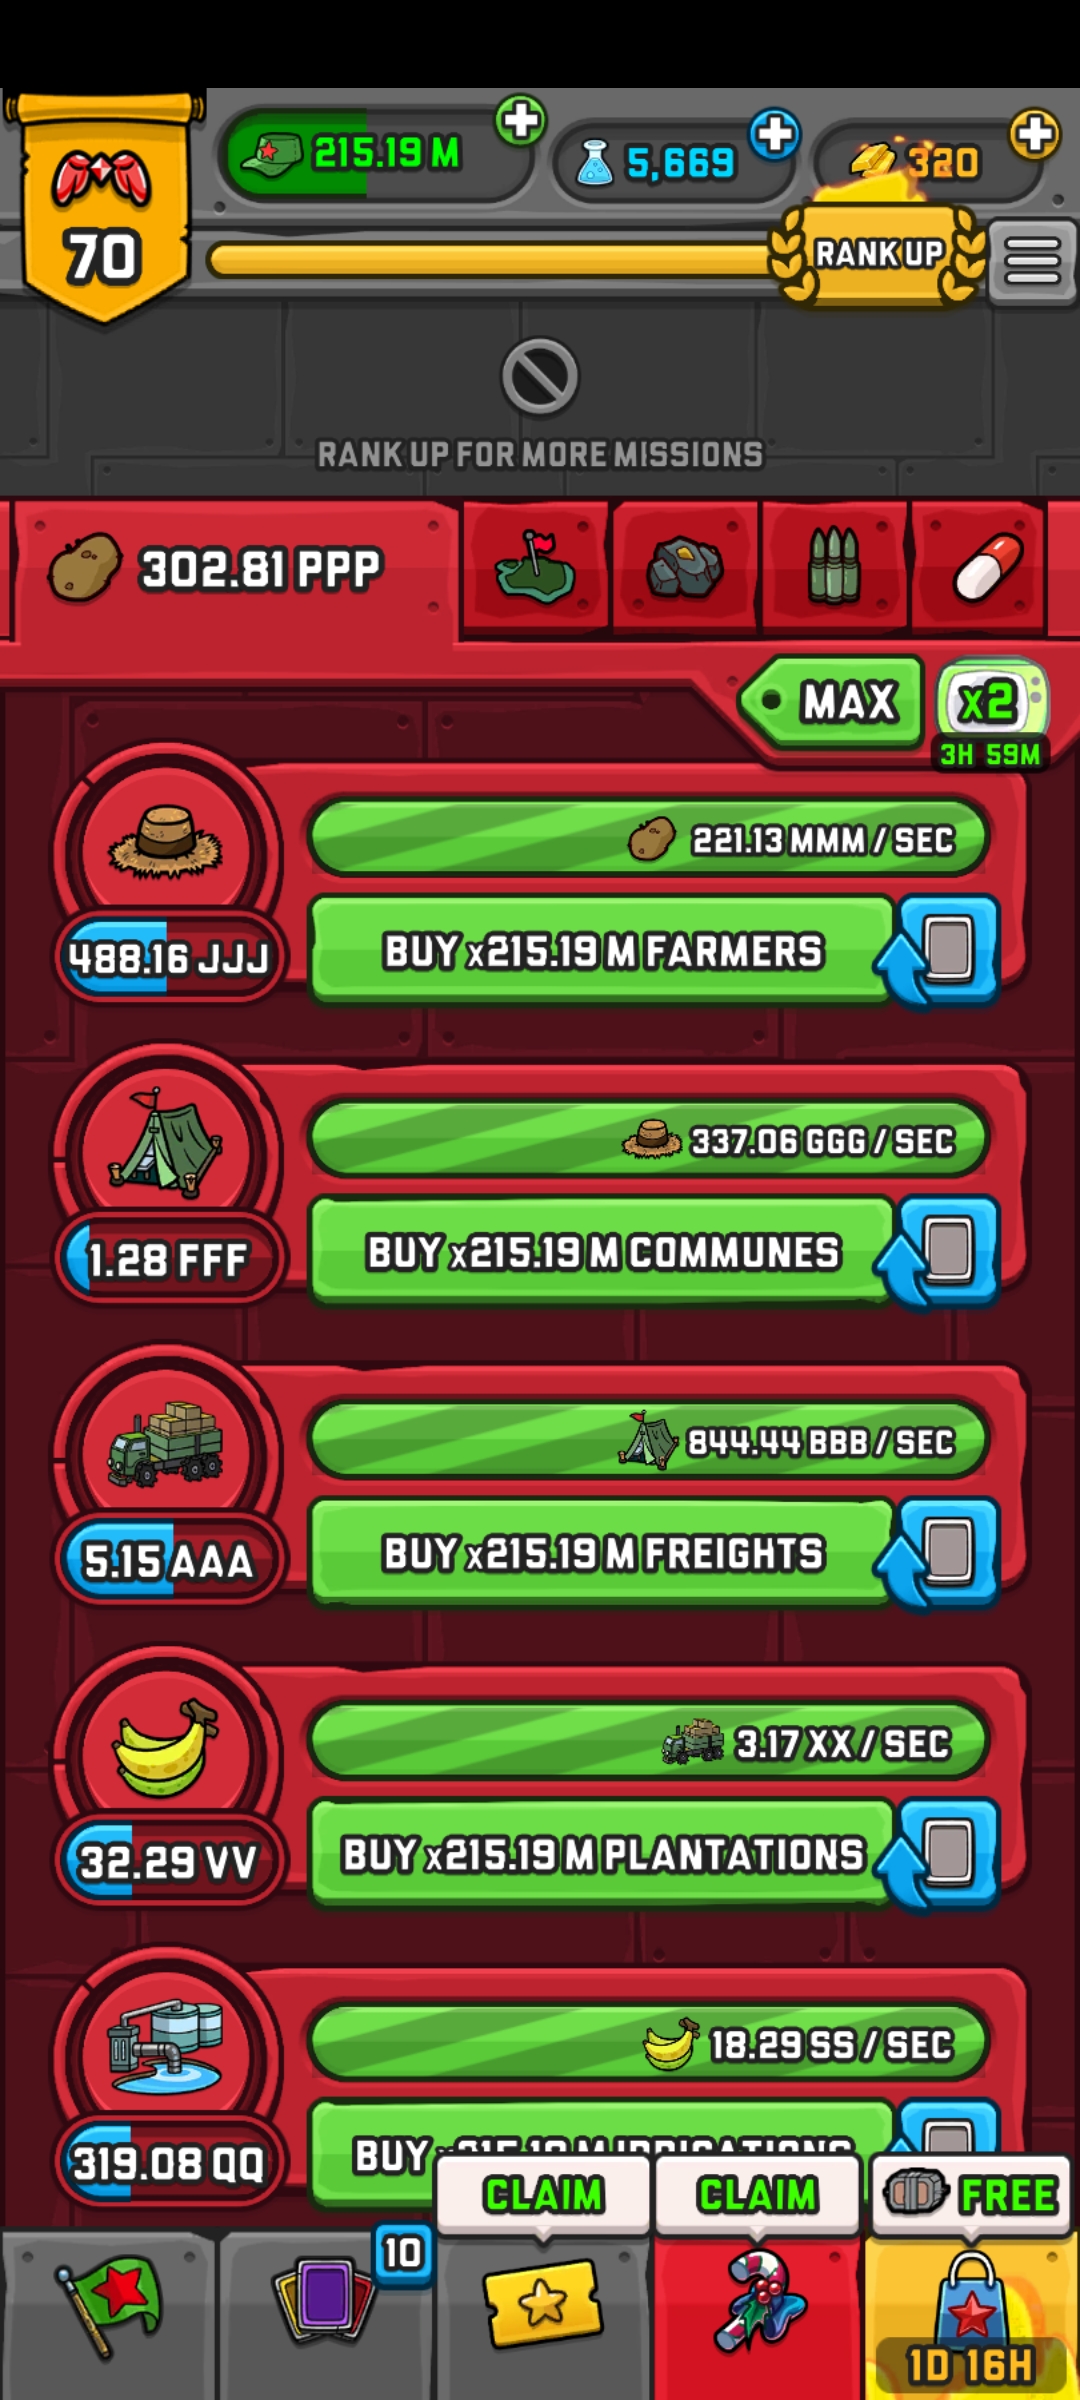 70
215.19 M
5,669
320
RANK UP
RANK UP FOR MORE MISSIONS
302.81 PPP
MAX
x2
3H 59M
221.13 MMM / SEC
488.16 JJJ
BUY x215.19 M FARMERS
337.06 GGG / SEC
1.28 FFF
BUY x215.19 M COMMUNES
844.44 BBB / SEC
5.15 AAA
BUY x215.19 M FREIGHTS
3.17 XX / SEC
32.29 VV
BUY x215.19 M PLANTATIONS
18.29 SS / SEC
319.08 QQ
BUY
CLAIM
CLAIM
FREE
10
1D 16H